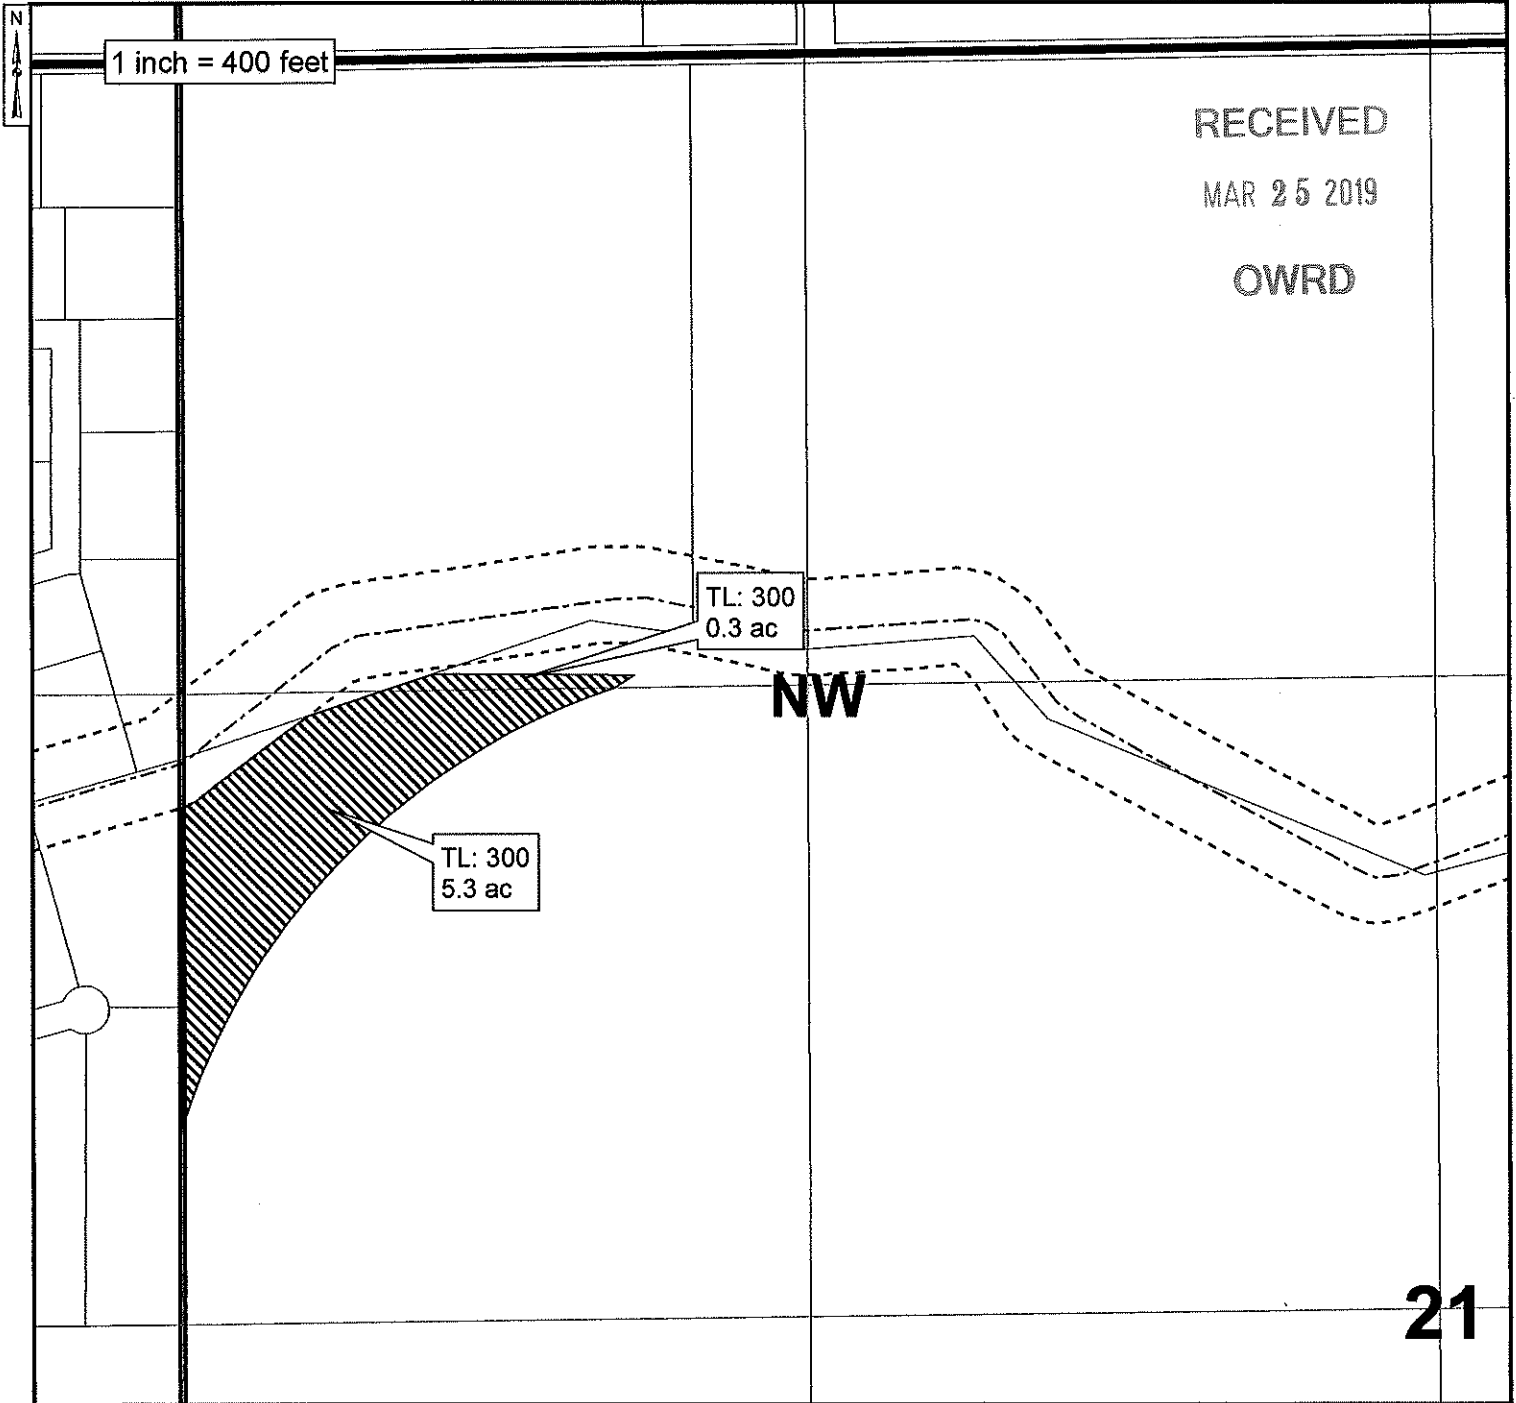 N
1 inch = 400 feet
RECEIVED
MAR 25 2019
OWRD
TL: 300
0.3 ac
NW
TL: 300
5.3 ac
21